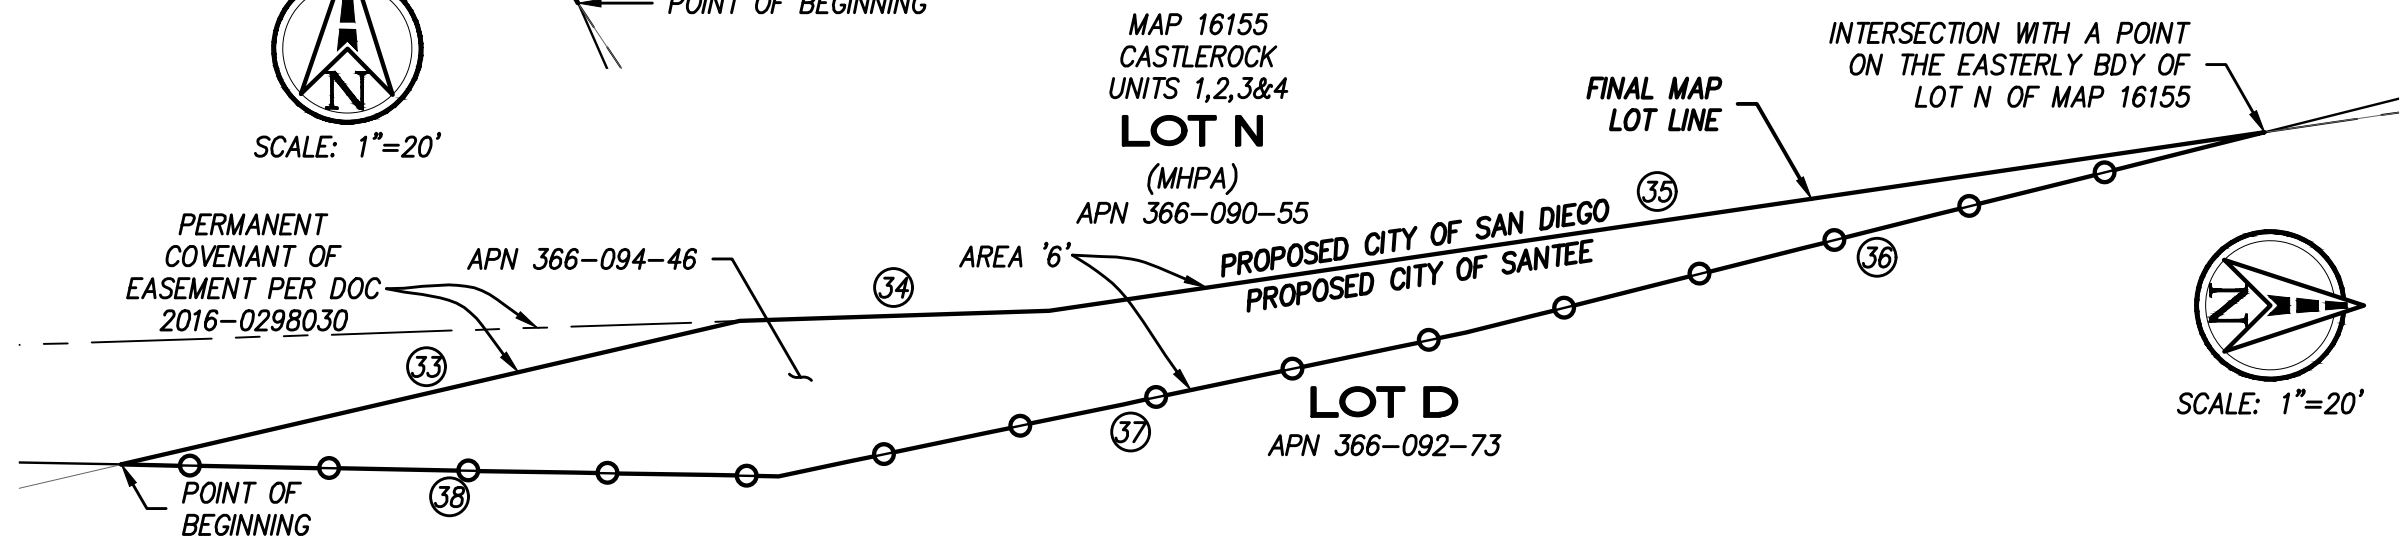 POINT OF BEGINNING
N
SCALE: 1"=20'
MAP 16155
CASTLEROCK
UNITS 1,2,3&4
LOT N
(MHPA)
APN 366-090-55
FINAL MAP
LOT LINE
INTERSECTION WITH A POINT
ON THE EASTERLY BDY OF
LOT N OF MAP 16155
PERMANENT
COVENANT OF
EASEMENT PER DOC
2016-0298030
APN 366-094-46
AREA '6'
PROPOSED CITY OF SAN DIEGO
PROPOSED CITY OF SANTEE
33
34
35
36
37
38
LOT D
APN 366-092-73
N
SCALE: 1"=20'
POINT OF
BEGINNING